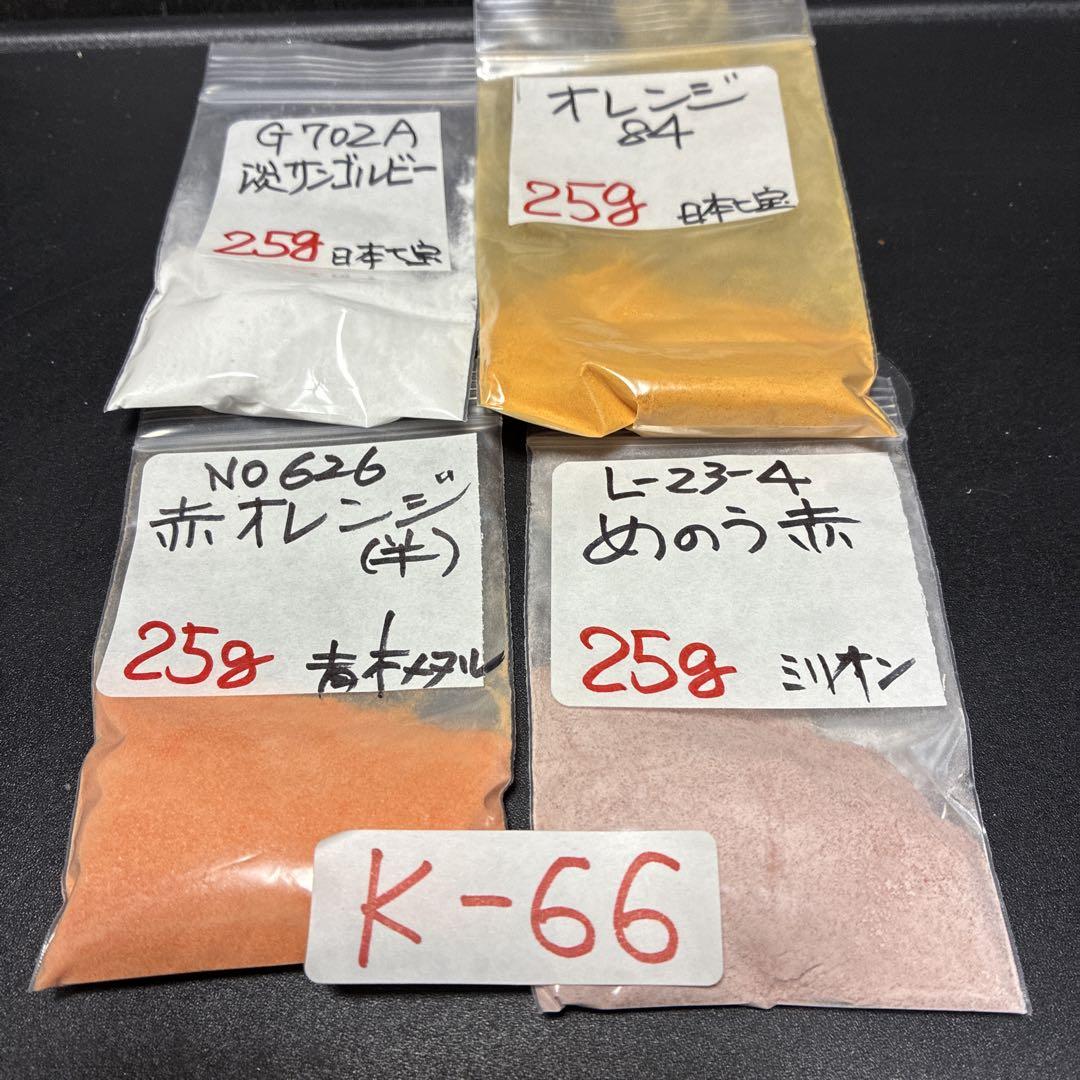 G702A
淡サンゴルビー
25g 日本七宝
オレンジ
84
25g 日本七宝
NO626
赤オレンジ
(半)
25g 青木メタル
L-23-4
めのう赤
25g ミリオン
K-66